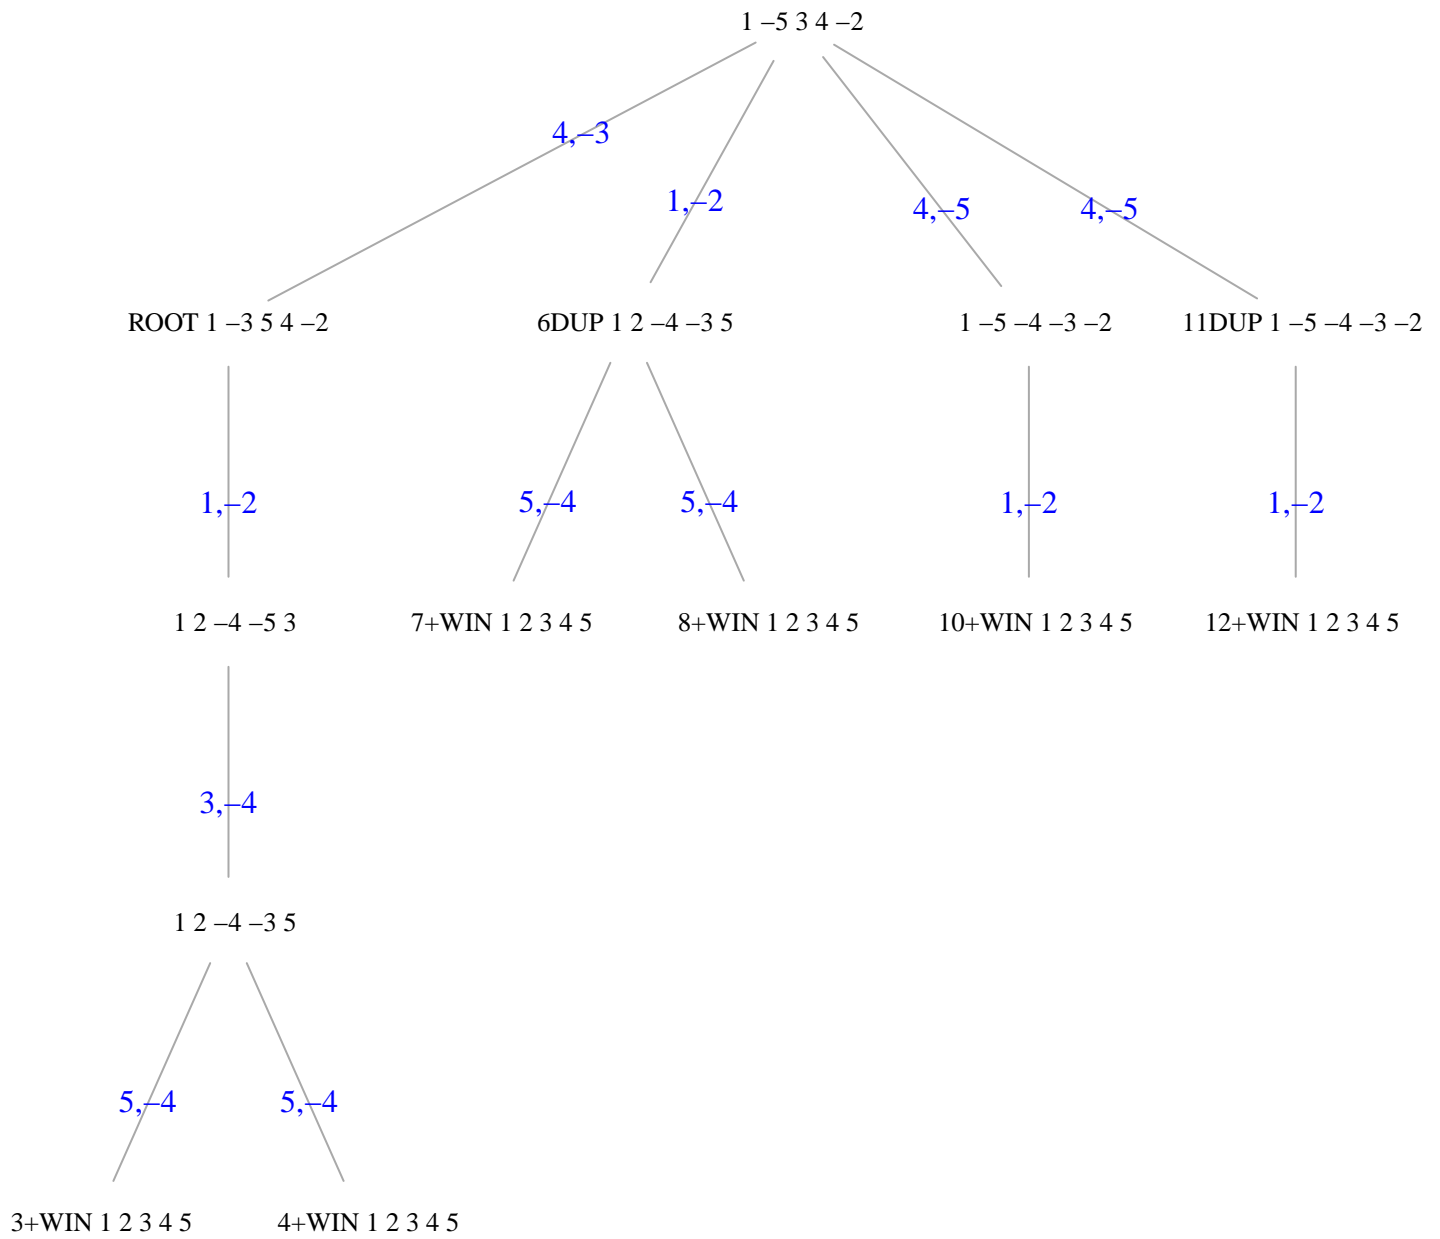 1 –5 3 4 –2
4,–3
1,–2
4,–5
4,–5
ROOT 1 –3 5 4 –2
6DUP 1 2 –4 –3 5
1 –5 –4 –3 –2
11DUP 1 –5 –4 –3 –2
1,–2
5,–4
5,–4
1,–2
1,–2
1 2 –4 –5 3
7+WIN 1 2 3 4 5
8+WIN 1 2 3 4 5
10+WIN 1 2 3 4 5
12+WIN 1 2 3 4 5
3,–4
1 2 –4 –3 5
5,–4
5,–4
3+WIN 1 2 3 4 5
4+WIN 1 2 3 4 5